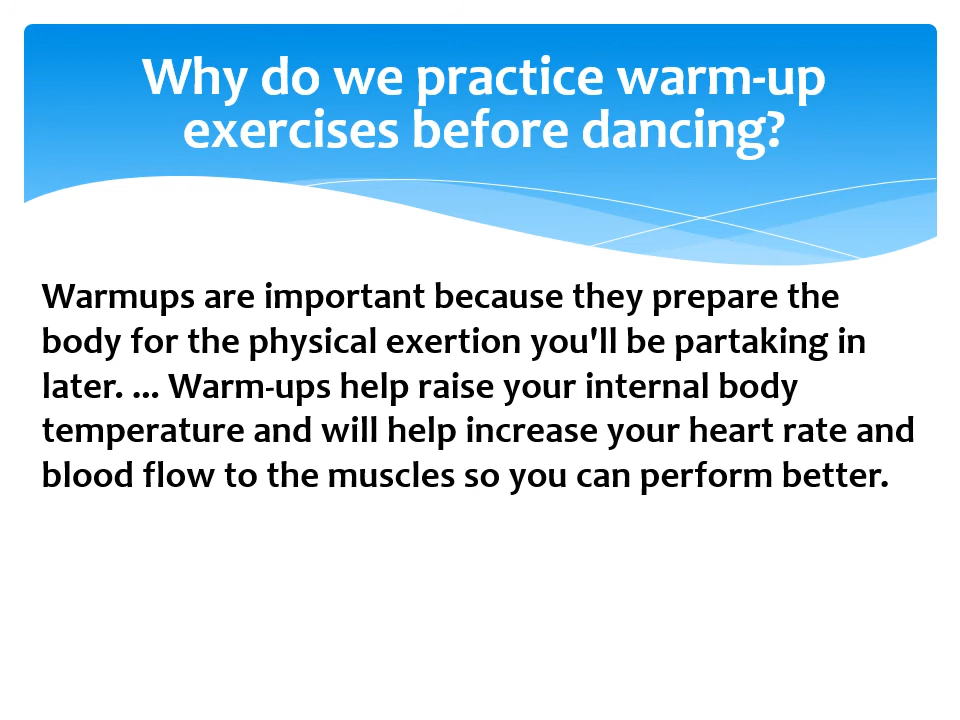 Why do we practice warm-up
exercises before dancing?
Warmups are important because they prepare the
body for the physical exertion you'll be partaking in
later. ... Warm-ups help raise your internal body
temperature and will help increase your heart rate and
blood flow to the muscles so you can perform better.